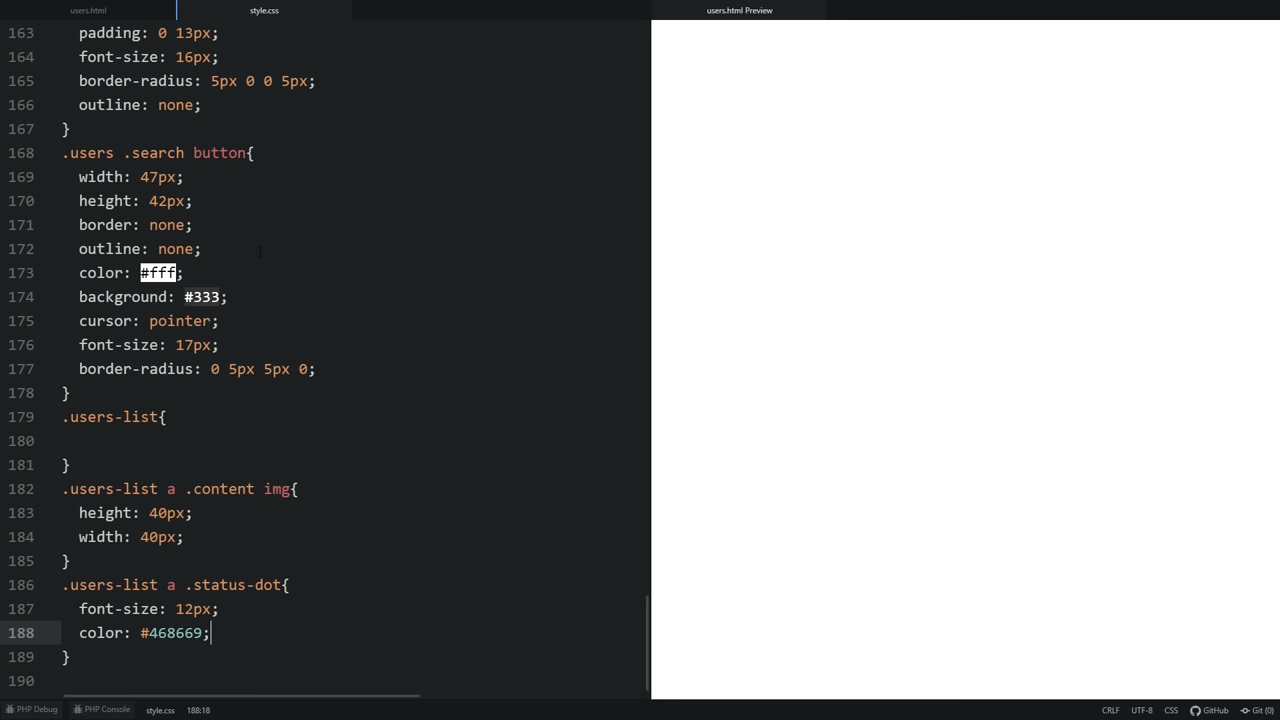 users.html
style.css
users.html Preview
163 padding: 0 13px;
164 font-size: 16px;
165 border-radius: 5px 0 0 5px;
166 outline: none;
167 }
168 .users .search button{
169 width: 47px;
170 height: 42px;
171 border: none;
172 outline: none;
173 color: #fff;
174 background: #333;
175 cursor: pointer;
176 font-size: 17px;
177 border-radius: 0 5px 5px 0;
178 }
179 .users-list{
180
181 }
182 .users-list a .content img{
183 height: 40px;
184 width: 40px;
185 }
186 .users-list a .status-dot{
187 font-size: 12px;
188 color: #468669;
189 }
190
PHP Debug PHP Console style.css 188:18 CRLF UTF-8 CSS GitHub Git (0)